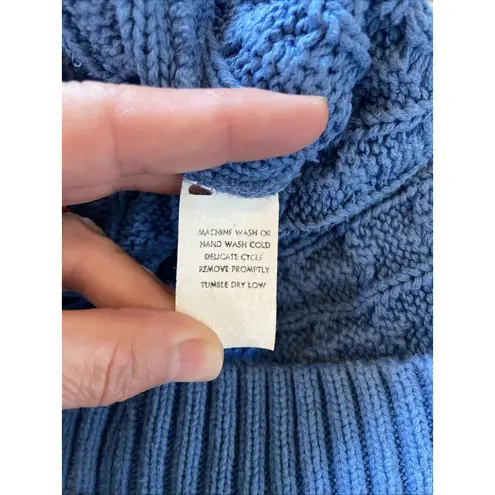 MACHINE WASH OR
HAND WASH COLD
DELICATE CYCLE
REMOVE PROMPTLY
TUMBLE DRY LOW